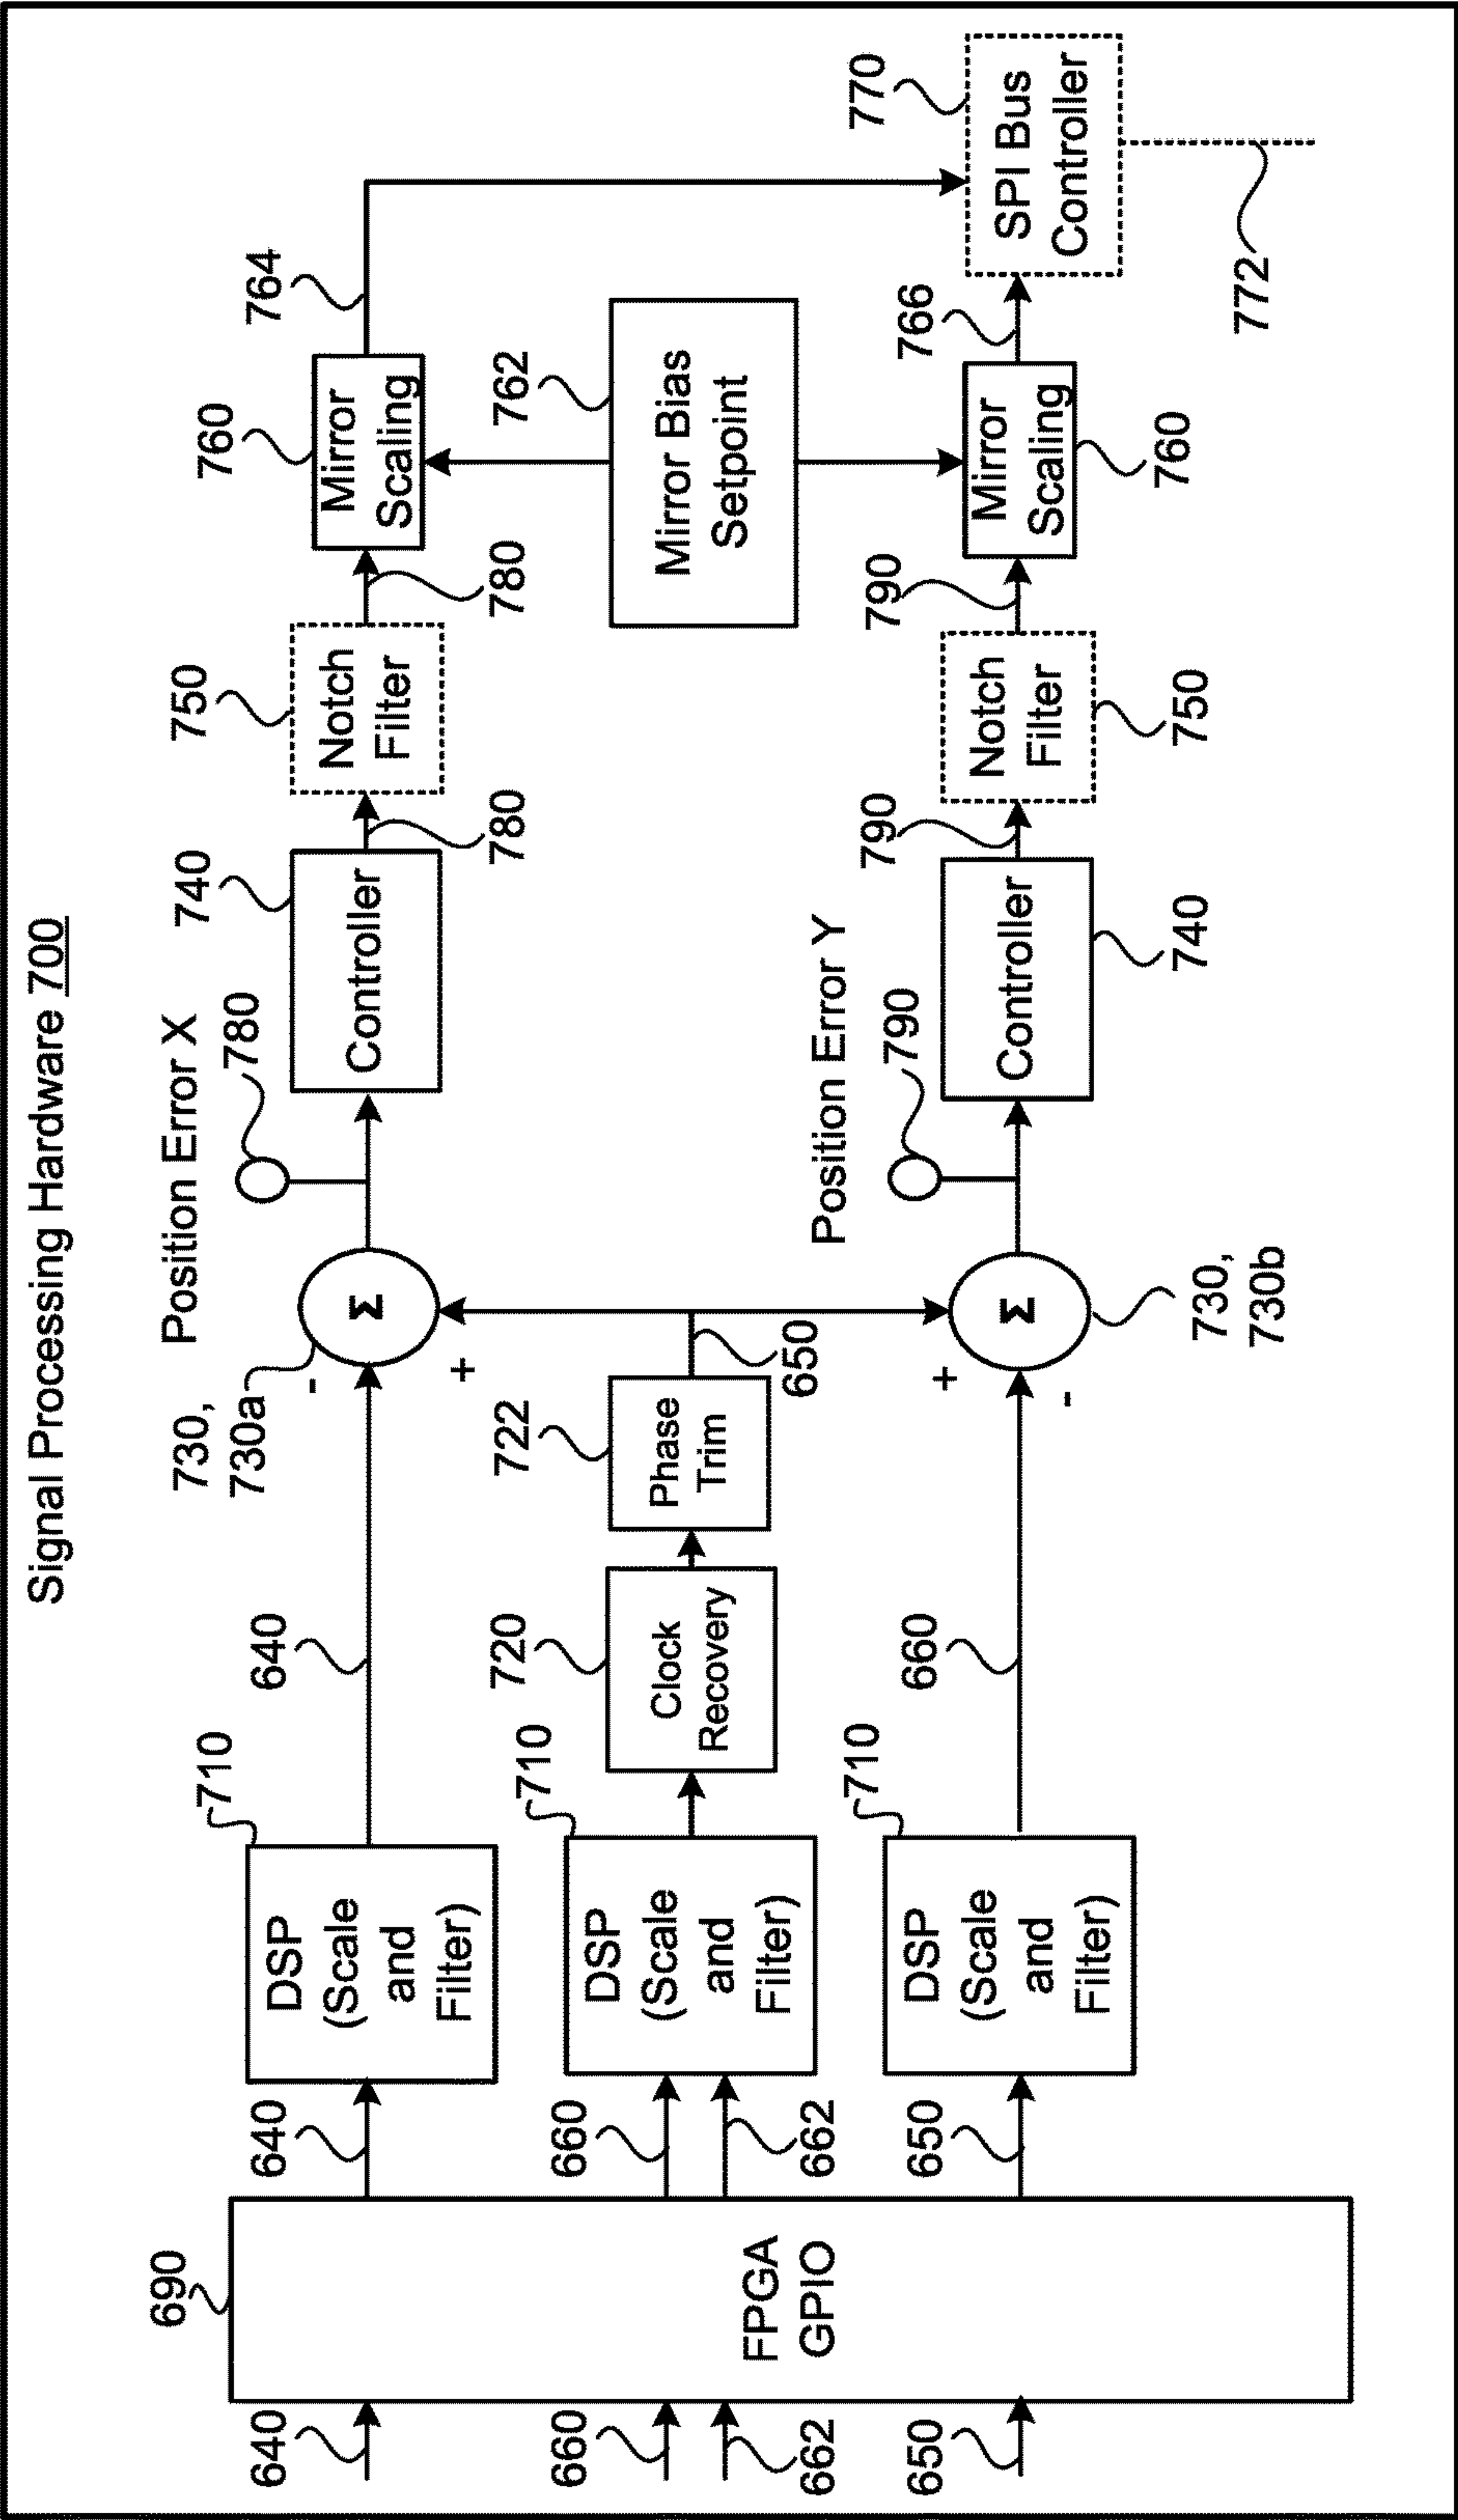 Signal Processing Hardware 700
690
640
660
662
650
FPGA
GPIO
640
660
662
650
710
DSP
(Scale
and
Filter)
710
DSP
(Scale
and
Filter)
710
DSP
(Scale
and
Filter)
640
720
Clock
Recovery
722
Phase
Trim
650
660
730,
730a
-
+
Σ
+
-
Σ
730,
730b
Position Error X
780
740
Controller
780
750
Notch
Filter
780
760
Mirror
Scaling
764
762
Mirror Bias
Setpoint
Position Error Y
790
Controller
740
790
Notch
Filter
750
790
Mirror
Scaling
760
766
770
SPI Bus
Controller
772